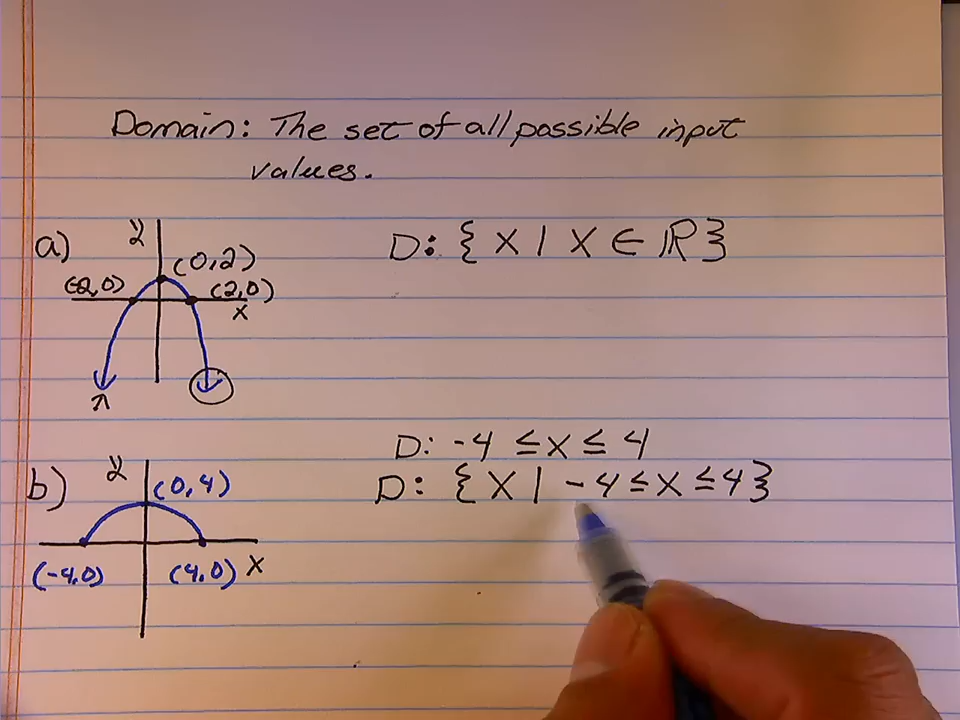 Domain: The set of all possible input
values.
a) y (0,2) D: { X | X ∈ ℝ }
(-2,0) (2,0)
x
D: -4 ≤ x ≤ 4
b) y (0,4) D: { X | -4 ≤ x ≤ 4 }
(-4,0) (4,0) x